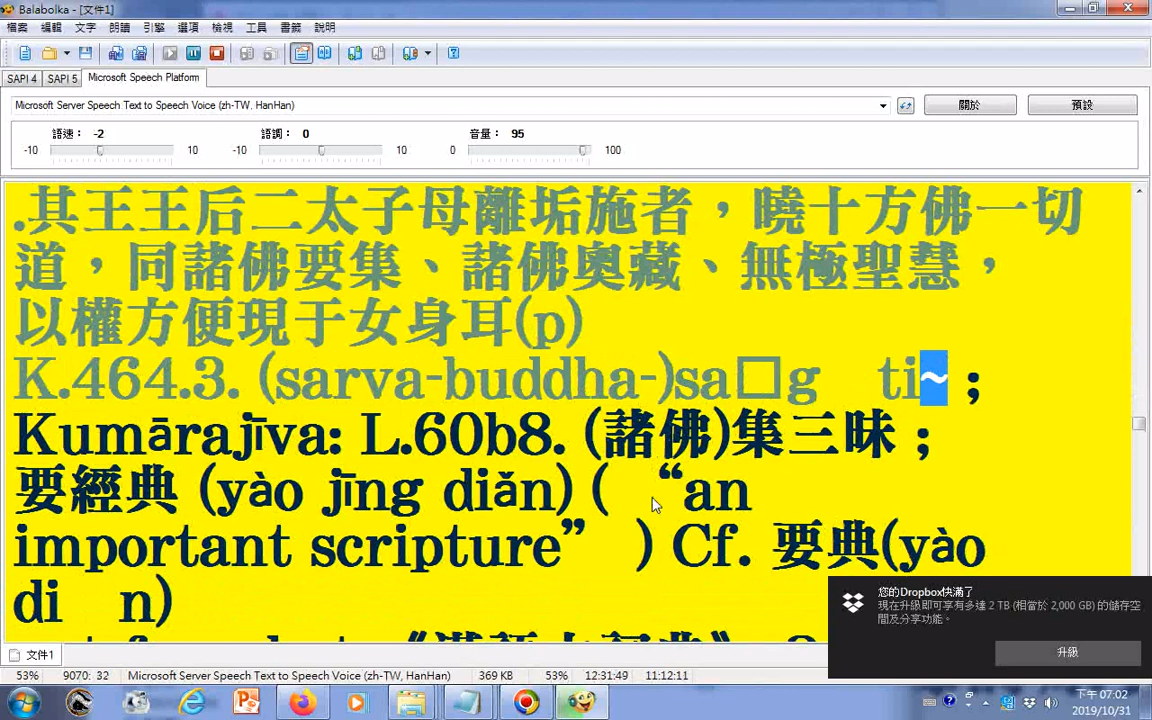 Balabolka - [文件1]
檔案 編輯 文字 朗讀 引擎 選項 檢視 工具 書籤 說明
SAPI 4 SAPI 5 Microsoft Speech Platform
Microsoft Server Speech Text to Speech Voice (zh-TW, HanHan)
關於 預設
語速： -2 語調： 0 音量： 95
-10 10 -10 10 0 100
.其王王后二太子母離垢施者，曉十方佛一切
道，同諸佛要集、諸佛奧藏、無極聖慧，
以權方便現于女身耳(p)
K.464.3. (sarva-buddha-)sa□g ti~ ;
Kumārajīva: L.60b8. (諸佛)集三昧 ;
要經典 (yào jīng diǎn) ( “an
important scripture” ) Cf. 要典(yào
di n)
您的Dropbox快滿了
現在升級即可享有多達 2 TB (相當於 2,000 GB) 的儲存空
間及分享功能。
升級
文件1
53% 9070: 32 Microsoft Server Speech Text to Speech Voice (zh-TW, HanHan) 369 KB 53% 12:31:49 11:12:11
下午 07:02
2019/10/31